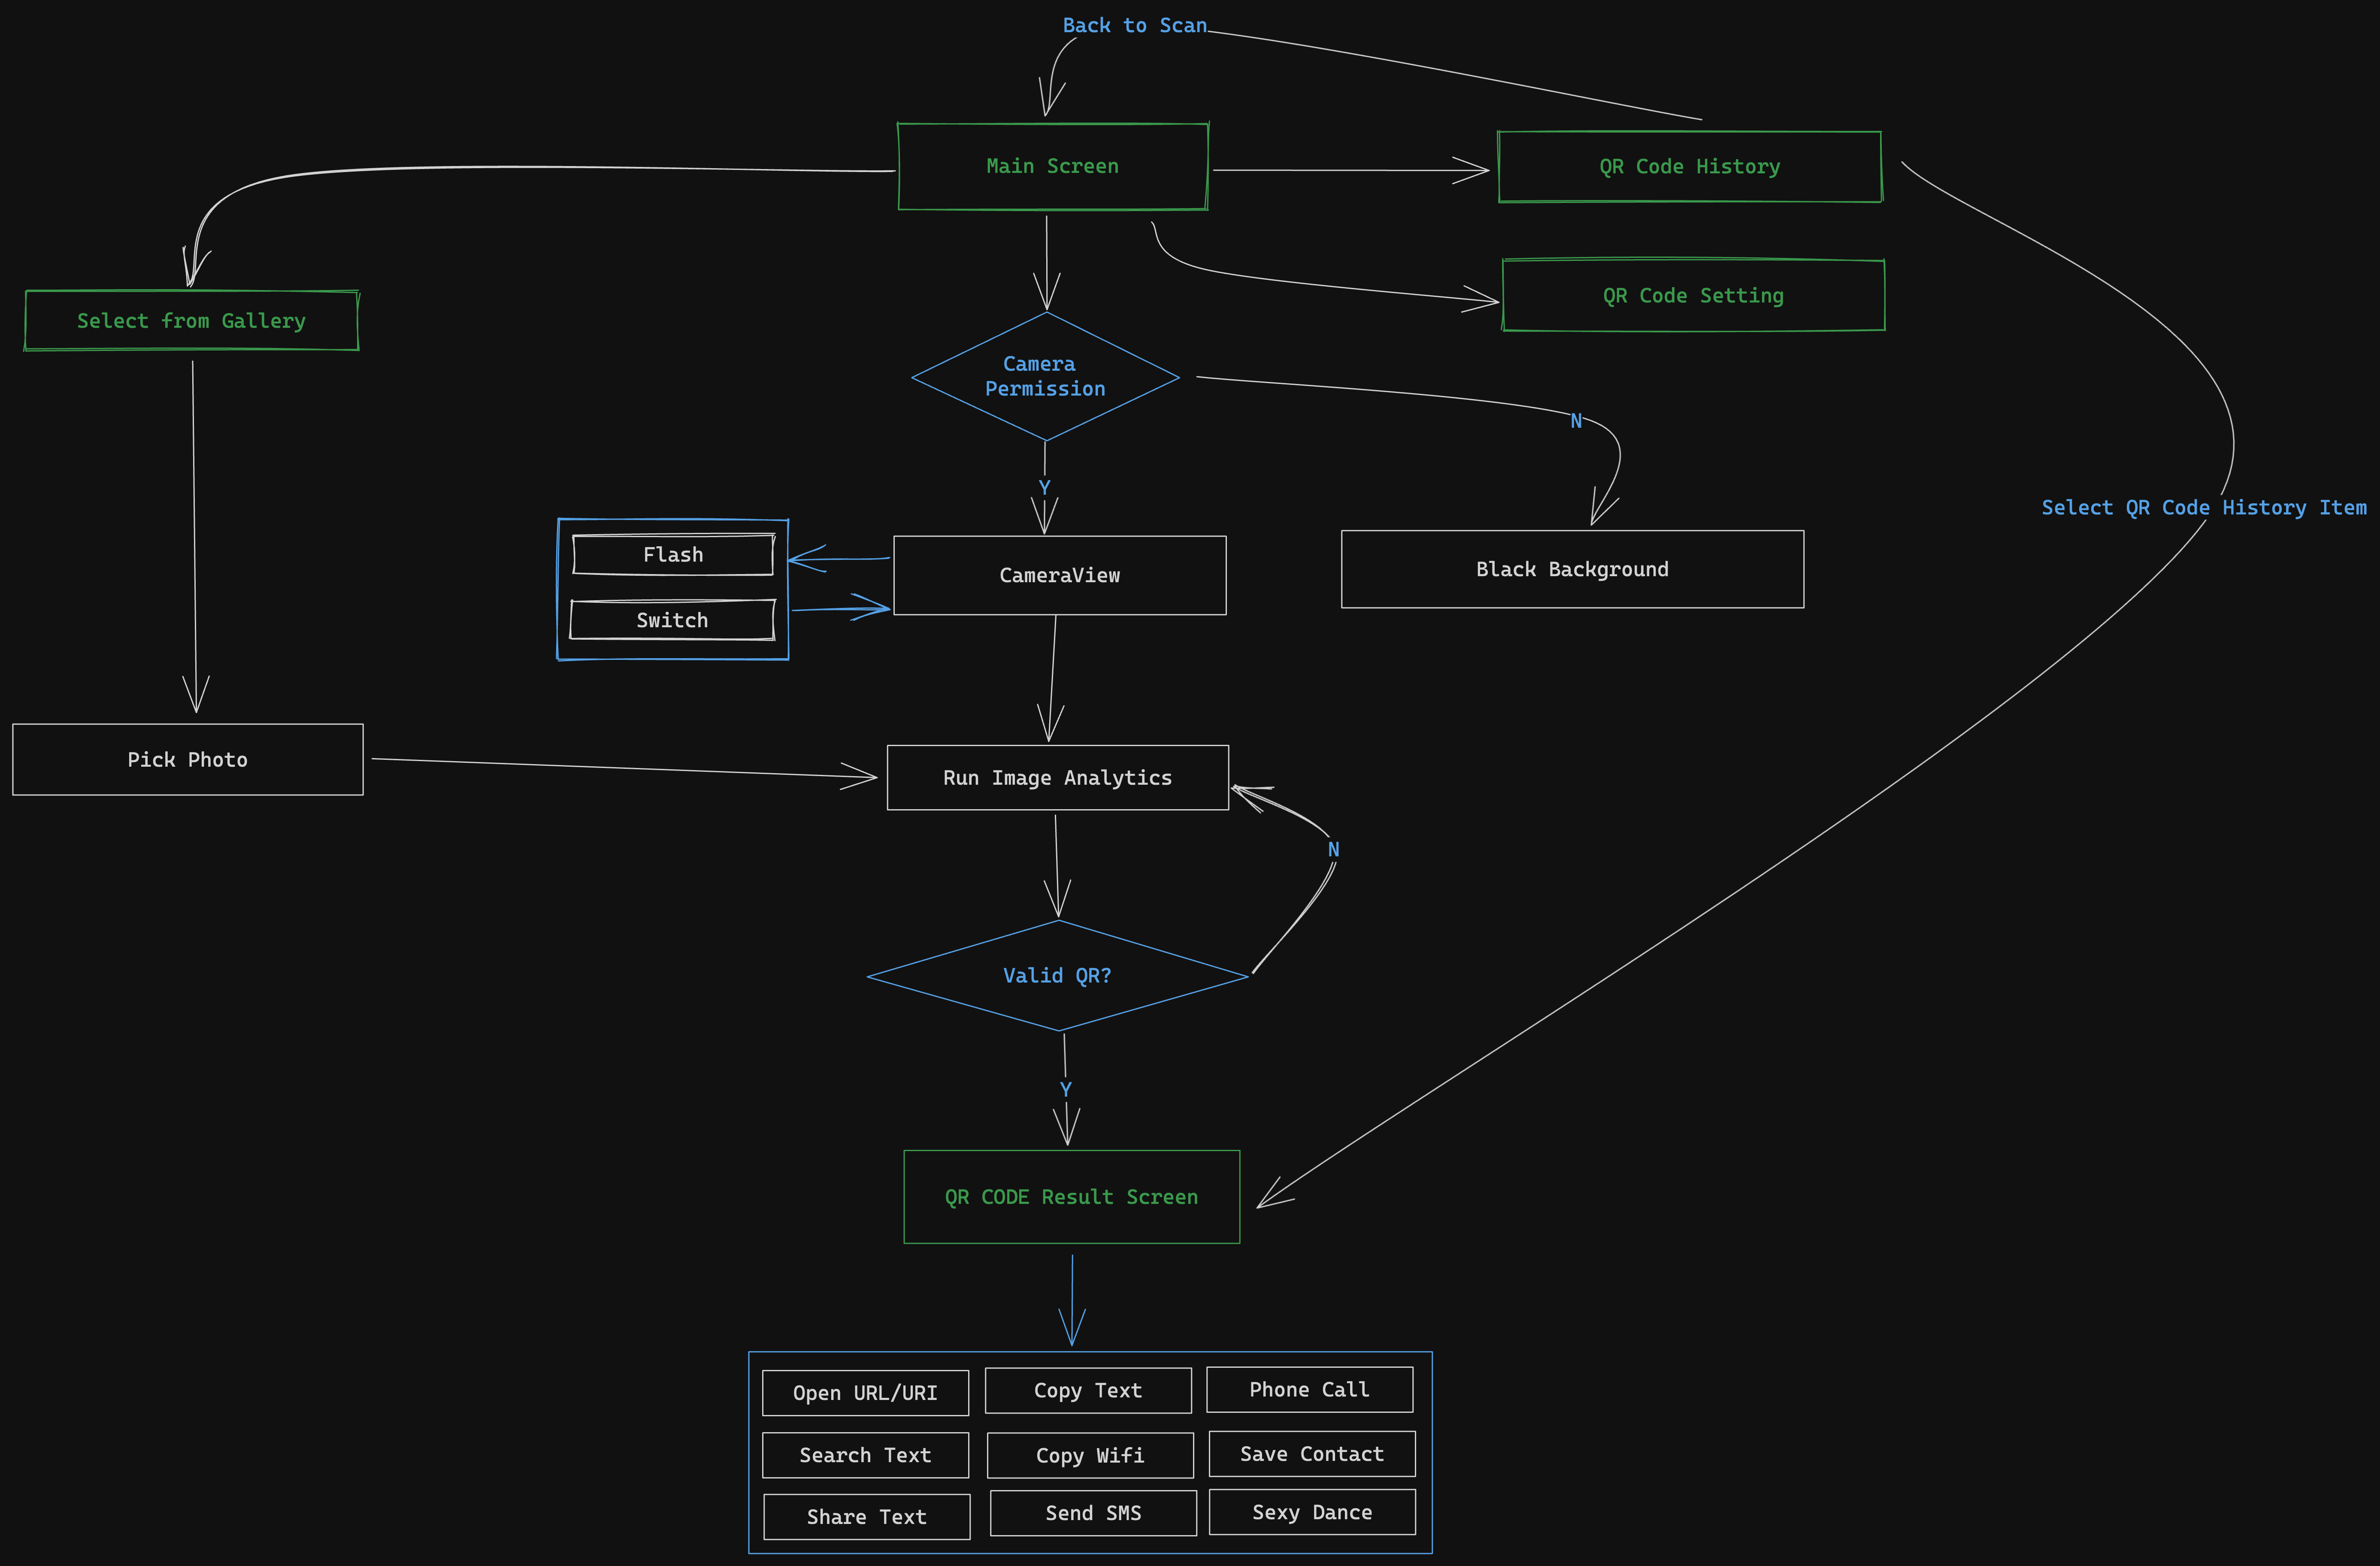 Back to Scan
Main Screen
QR Code History
QR Code Setting
Select from Gallery
Camera
Permission
N
Y
Select QR Code History Item
Flash
Switch
CameraView
Black Background
Pick Photo
Run Image Analytics
N
Valid QR?
Y
QR CODE Result Screen
Open URL/URI
Copy Text
Phone Call
Search Text
Copy Wifi
Save Contact
Share Text
Send SMS
Sexy Dance